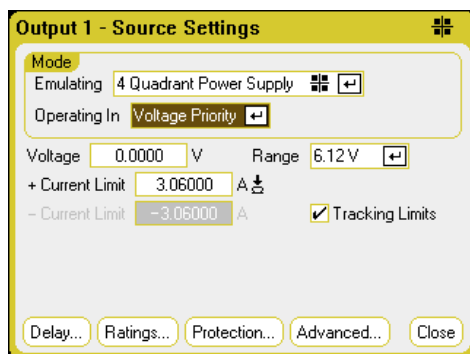 Output 1 - Source Settings
Mode
Emulating 4 Quadrant Power Supply
Operating In Voltage Priority
Voltage 0.0000 V Range 6.12 V
+ Current Limit 3.06000 A
- Current Limit -3.06000 A Tracking Limits
Delay... Ratings... Protection... Advanced... Close